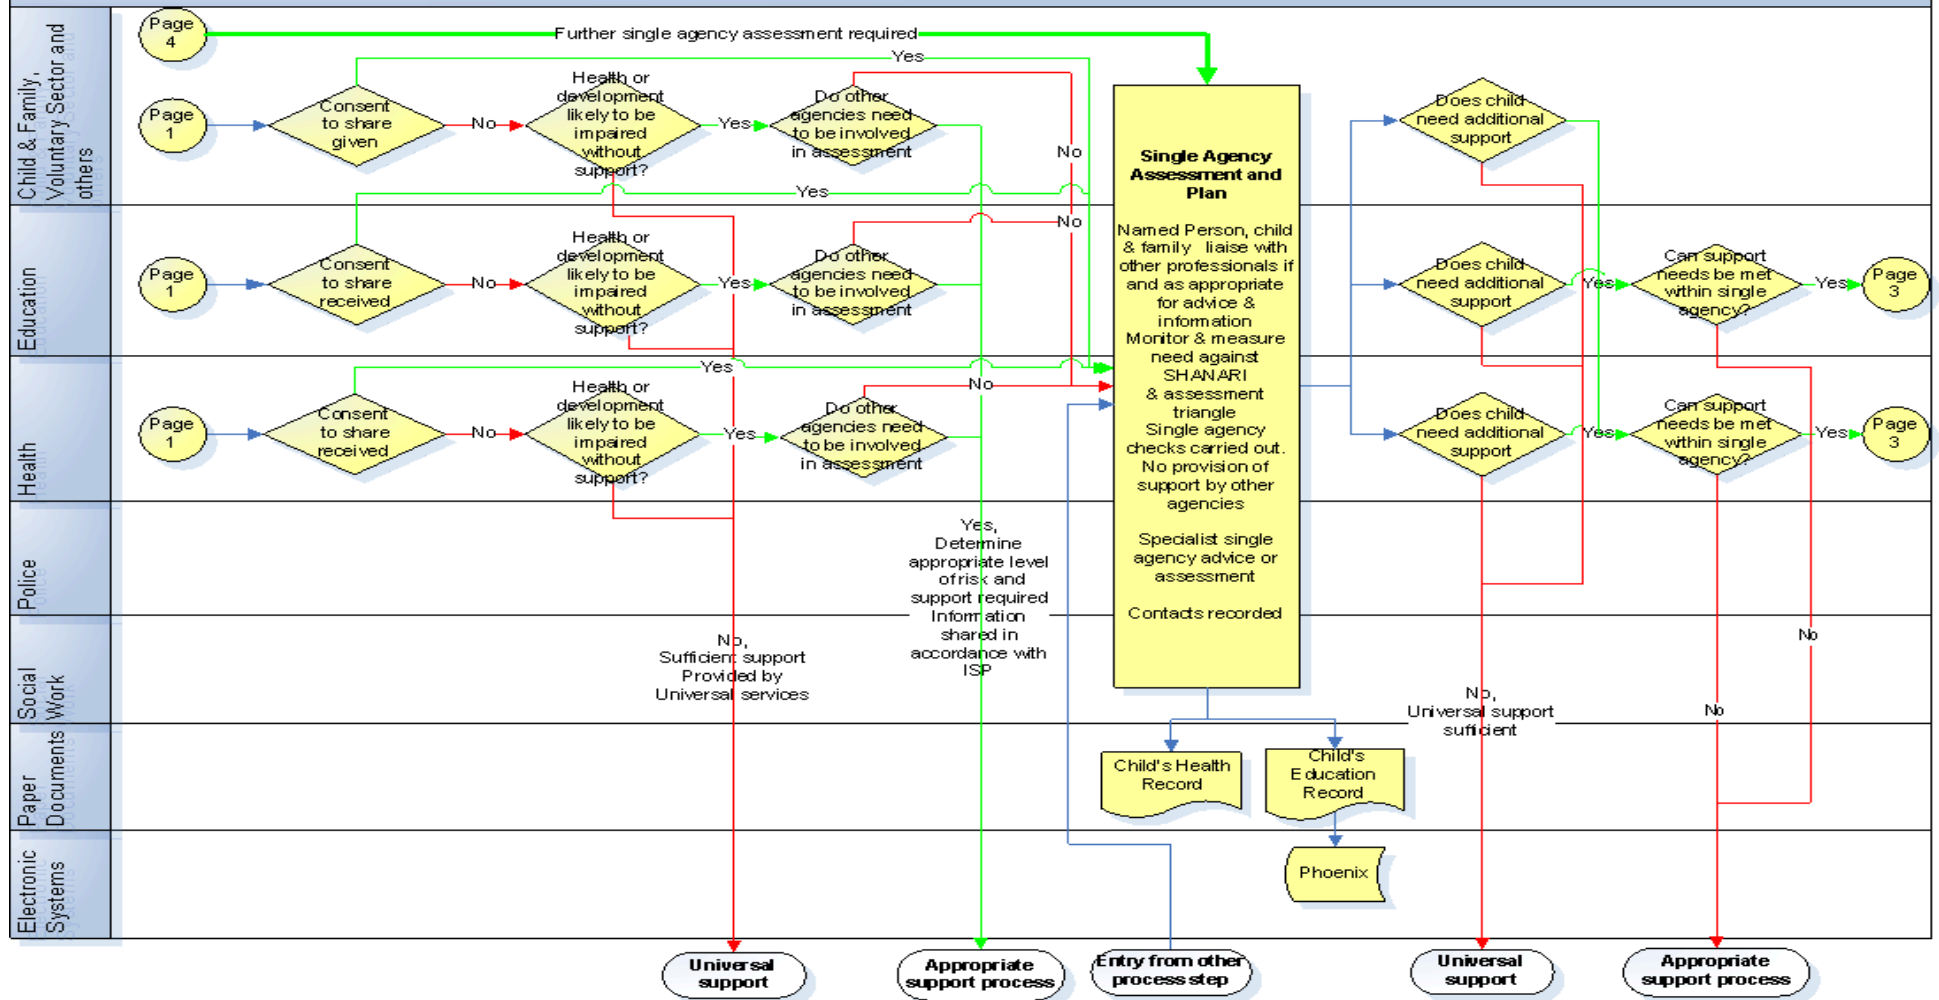 Child & Family,
Voluntary Sector and
others
Page
4
Further single agency assessment required
Yes
Page
1
Consent
to share
given
No
Health or
development
likely to be
impaired
without
support?
Yes
Do other
agencies need
to be involved
in assessment
No
Yes
Single Agency
Assessment and
Plan
Named Person, child
& family liaise with
other professionals if
and as appropriate
for advice &
information
Monitor & measure
need against
SHANARI
& assessment
triangle
Single agency
checks carried out.
No provision of
support by other
agencies
Specialist single
agency advice or
assessment
Contacts recorded
Does child
need additional
support
Education
Page
1
Consent
to share
received
No
Health or
development
likely to be
impaired
without
support?
Yes
Do other
agencies need
to be involved
in assessment
No
Does child
need additional
support
Yes
Can support
needs be met
within single
agency?
Yes
Page
3
Health
Yes
Page
1
Consent
to share
received
No
Health or
development
likely to be
impaired
without
support?
Yes
Do other
agencies need
to be involved
in assessment
No
Does child
need additional
support
Yes
Can support
needs be met
within single
agency?
Yes
Page
3
Police
Yes,
Determine
appropriate level
of risk and
support required
Information
shared in
accordance with
ISP
Social
Work
No,
Sufficient support
Provided by
Universal services
No,
Universal support
sufficient
No
No
Paper
Documents
Child's Health
Record
Child's
Education
Record
Electronic
Systems
Phoenix
Universal
support
Appropriate
support process
Entry from other
process step
Universal
support
Appropriate
support process